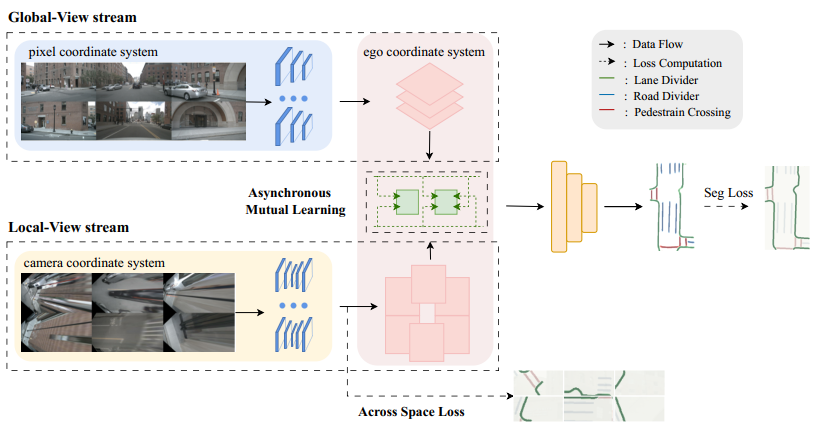 Global-View stream
pixel coordinate system
ego coordinate system
: Data Flow
: Loss Computation
: Lane Divider
: Road Divider
: Pedestrain Crossing
Asynchronous
Mutual Learning
Seg Loss
Local-View stream
camera coordinate system
Across Space Loss